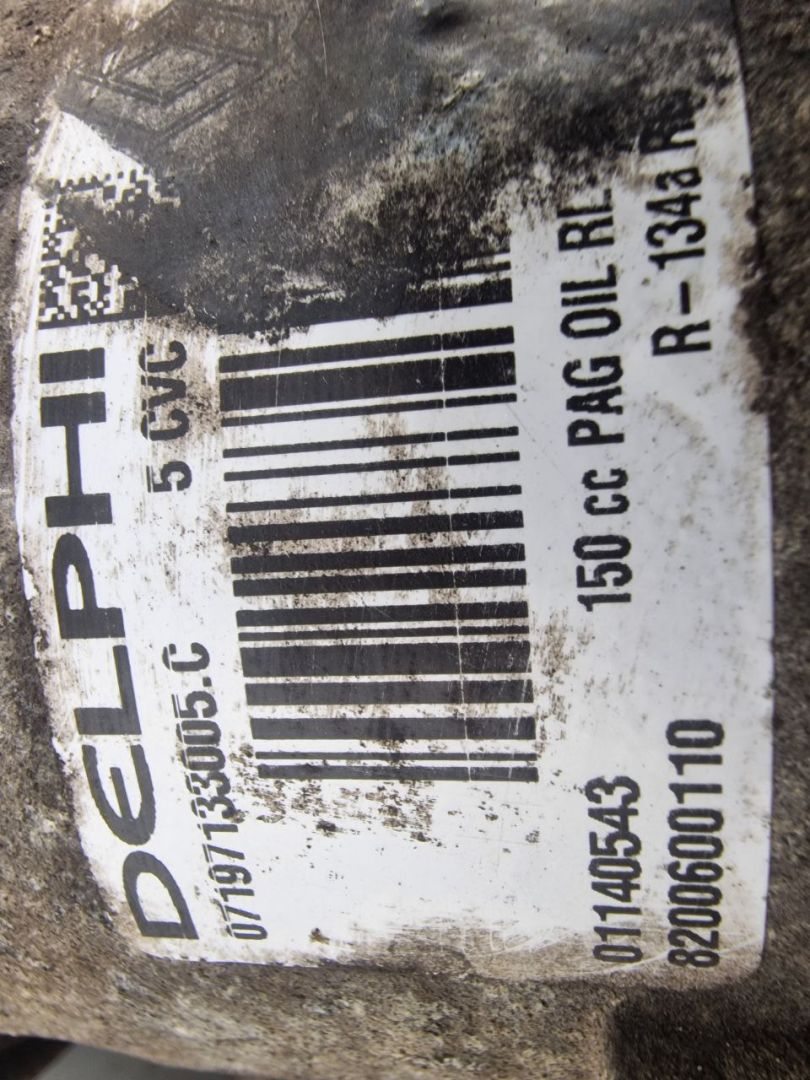 DELPHI
07197133005.C 5 CVC
01140543 150 cc PAG OIL RL
8200600110 R-134a